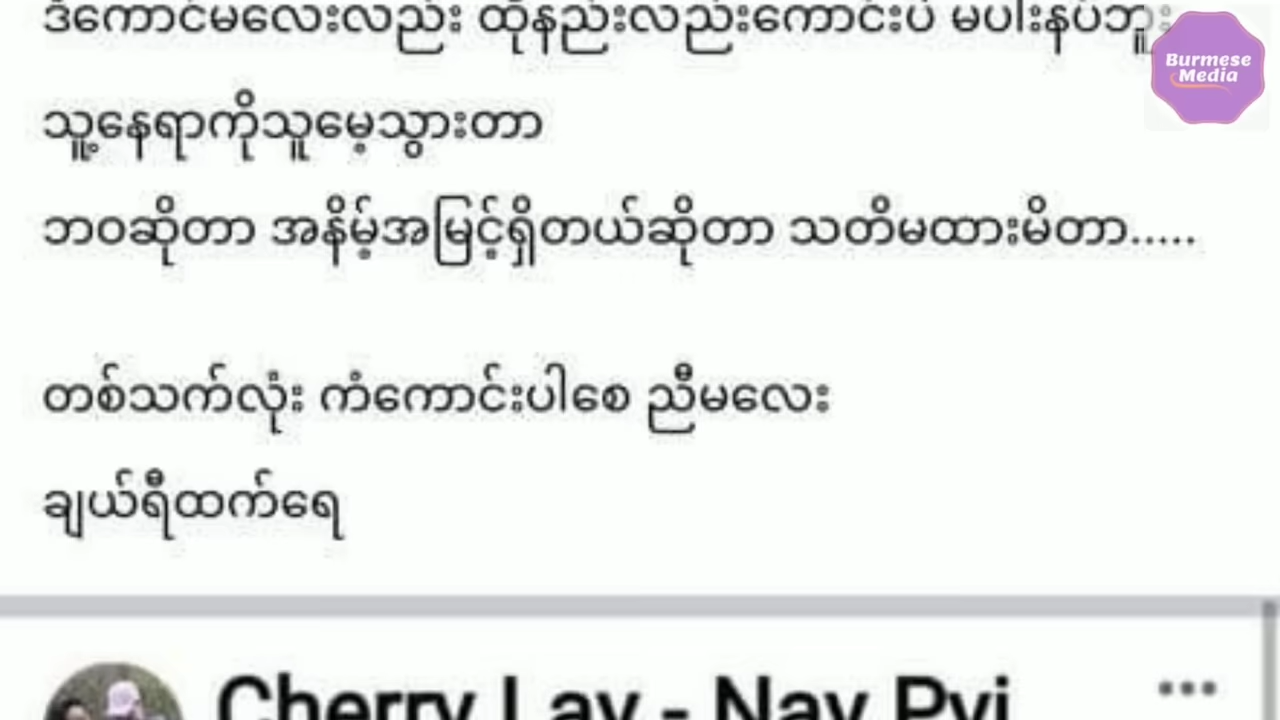 ဒီကောင်မလေးလည်း ထိုနည်းလည်းကောင်းပဲ မပါးနပ်ဘူး
Burmese
Media
သူ့နေရာကိုသူမေ့သွားတာ
ဘဝဆိုတာ အနိမ့်အမြင့်ရှိတယ်ဆိုတာ သတိမထားမိတာ.....
တစ်သက်လုံး ကံကောင်းပါစေ ညီမလေး
ချယ်ရီထက်ရေ
Cherry Lay - Nay Pyi
...